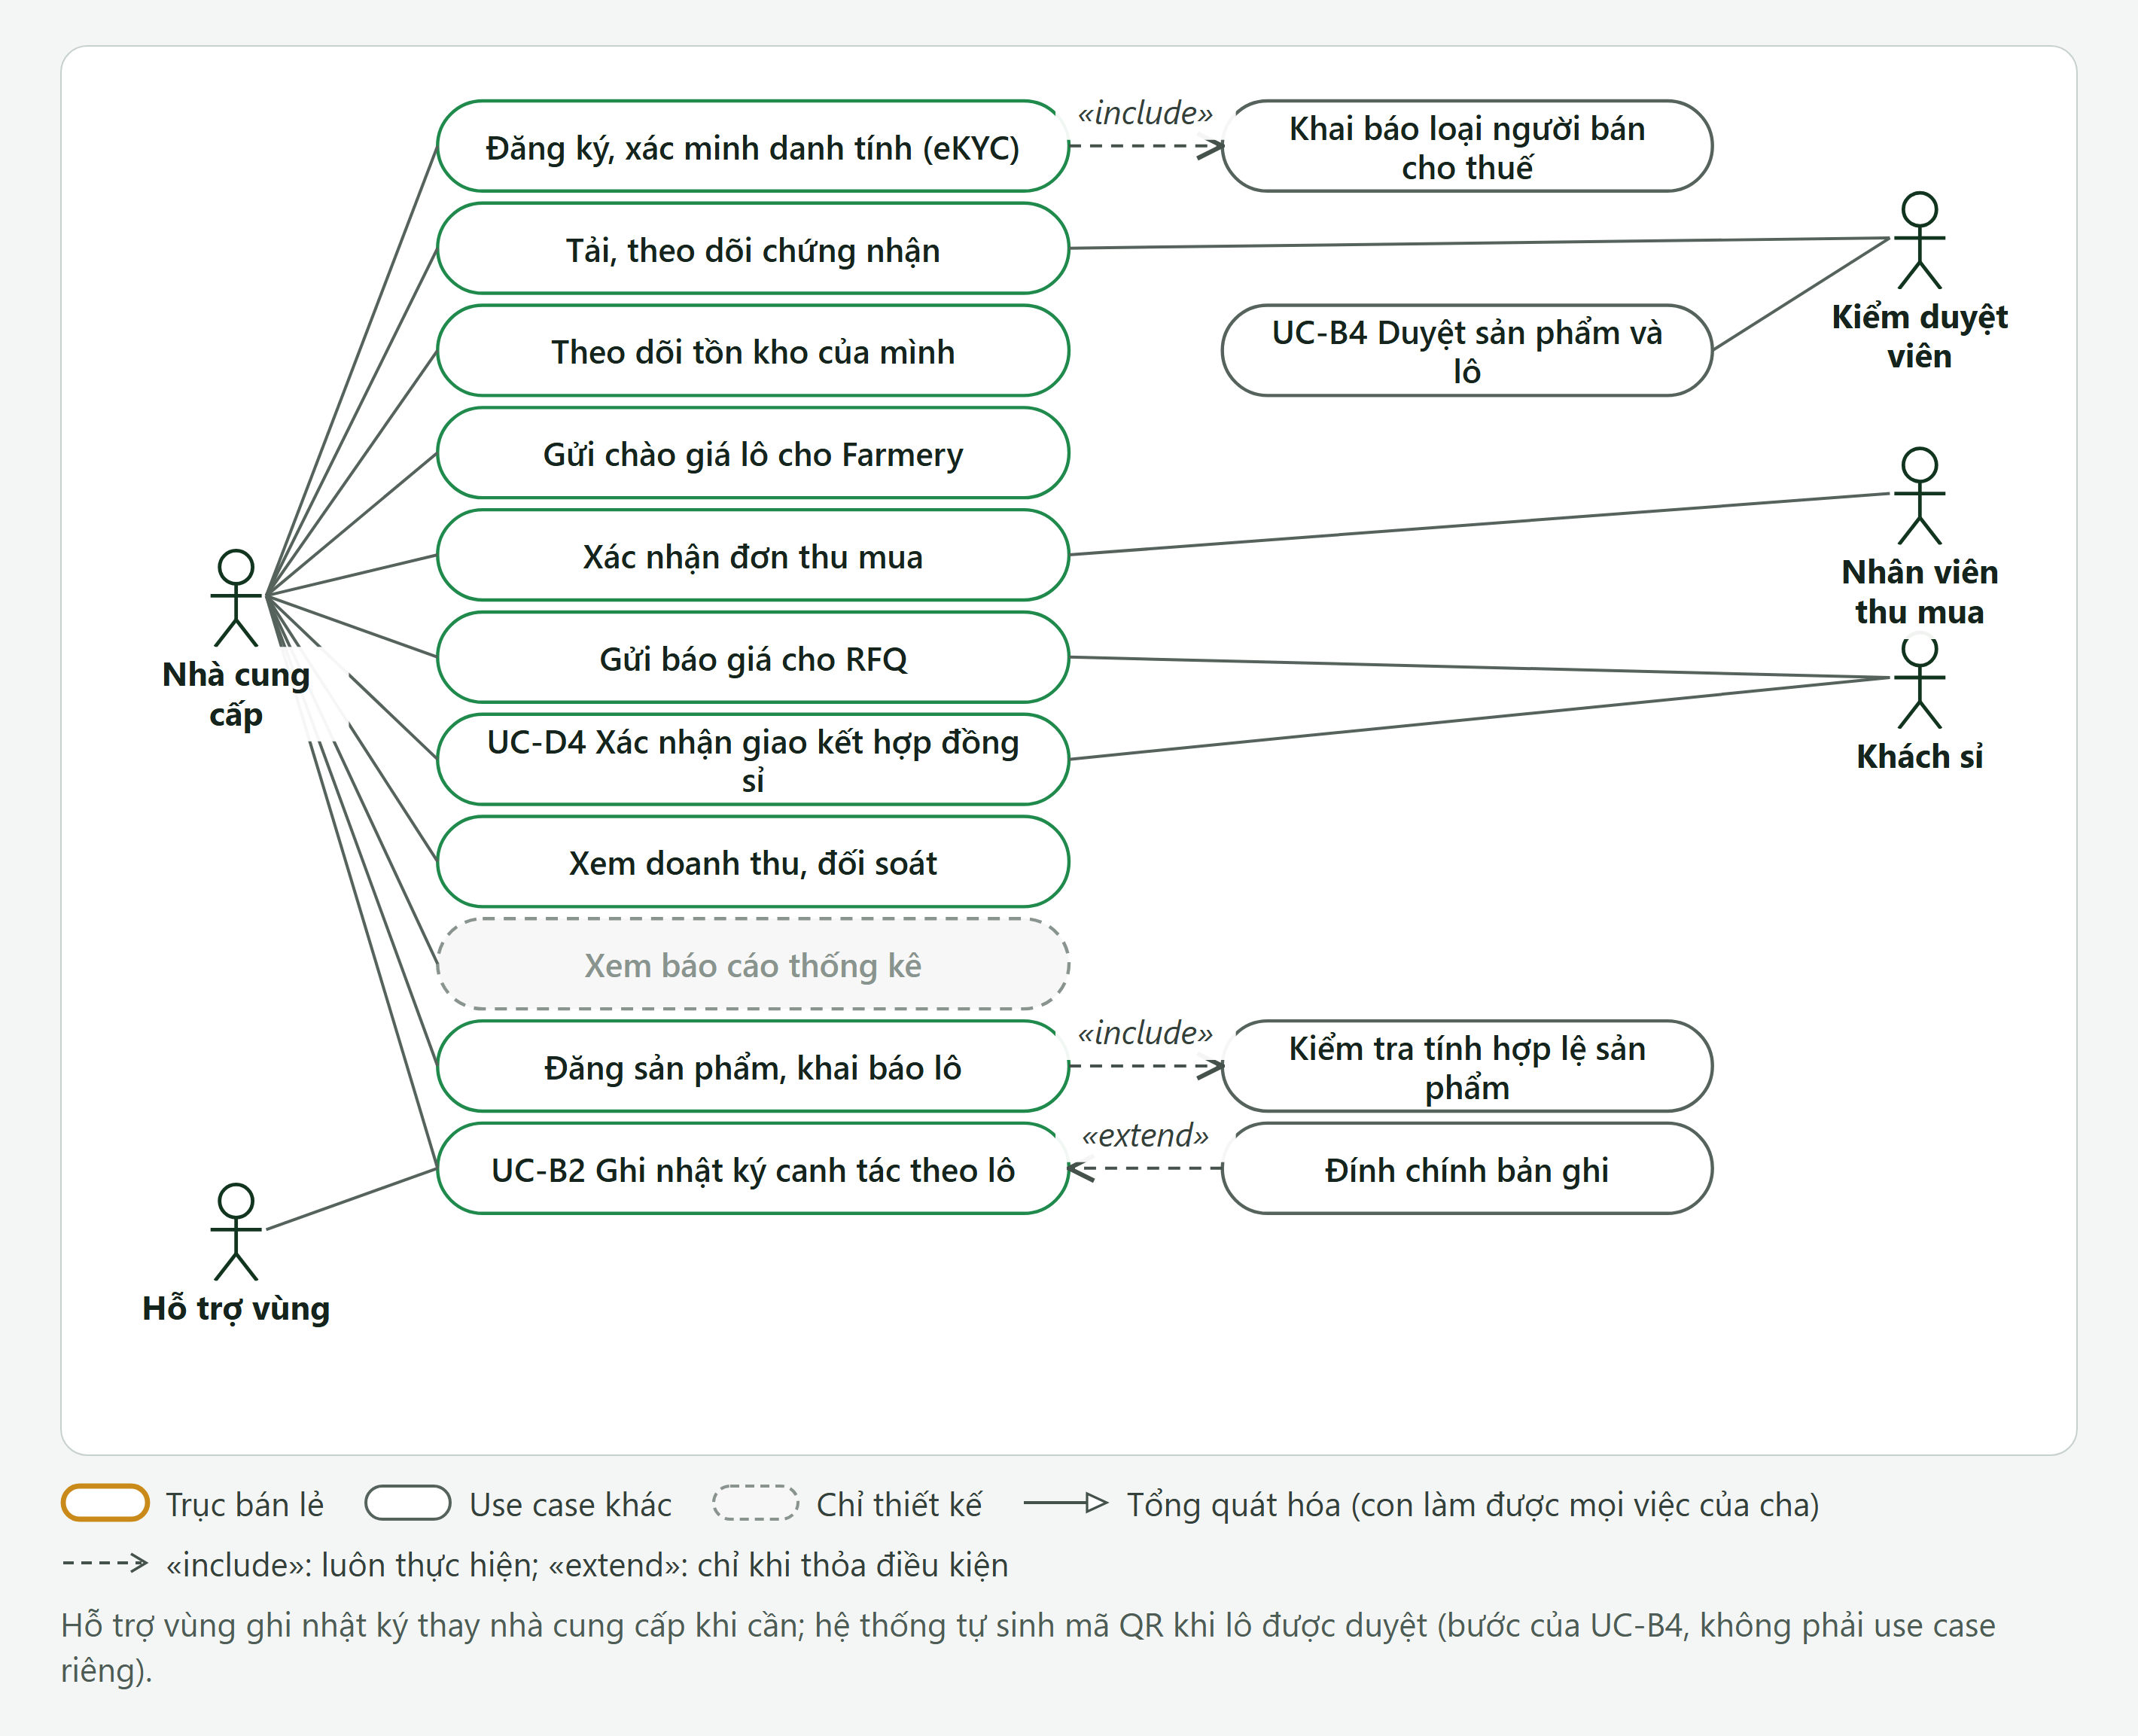 Đăng ký, xác minh danh tính (eKYC)
«include»
Khai báo loại người bán
cho thuế
Tải, theo dõi chứng nhận
Kiểm duyệt
viên
Theo dõi tồn kho của mình
UC-B4 Duyệt sản phẩm và
lô
Gửi chào giá lô cho Farmery
Xác nhận đơn thu mua
Nhân viên
thu mua
Nhà cung
cấp
Gửi báo giá cho RFQ
UC-D4 Xác nhận giao kết hợp đồng
sỉ
Khách sỉ
Xem doanh thu, đối soát
Xem báo cáo thống kê
Đăng sản phẩm, khai báo lô
«include»
Kiểm tra tính hợp lệ sản
phẩm
UC-B2 Ghi nhật ký canh tác theo lô
«extend»
Đính chính bản ghi
Hỗ trợ vùng
Trục bán lẻ
Use case khác
Chỉ thiết kế
Tổng quát hóa (con làm được mọi việc của cha)
«include»: luôn thực hiện; «extend»: chỉ khi thỏa điều kiện
Hỗ trợ vùng ghi nhật ký thay nhà cung cấp khi cần; hệ thống tự sinh mã QR khi lô được duyệt (bước của UC-B4, không phải use case
riêng).